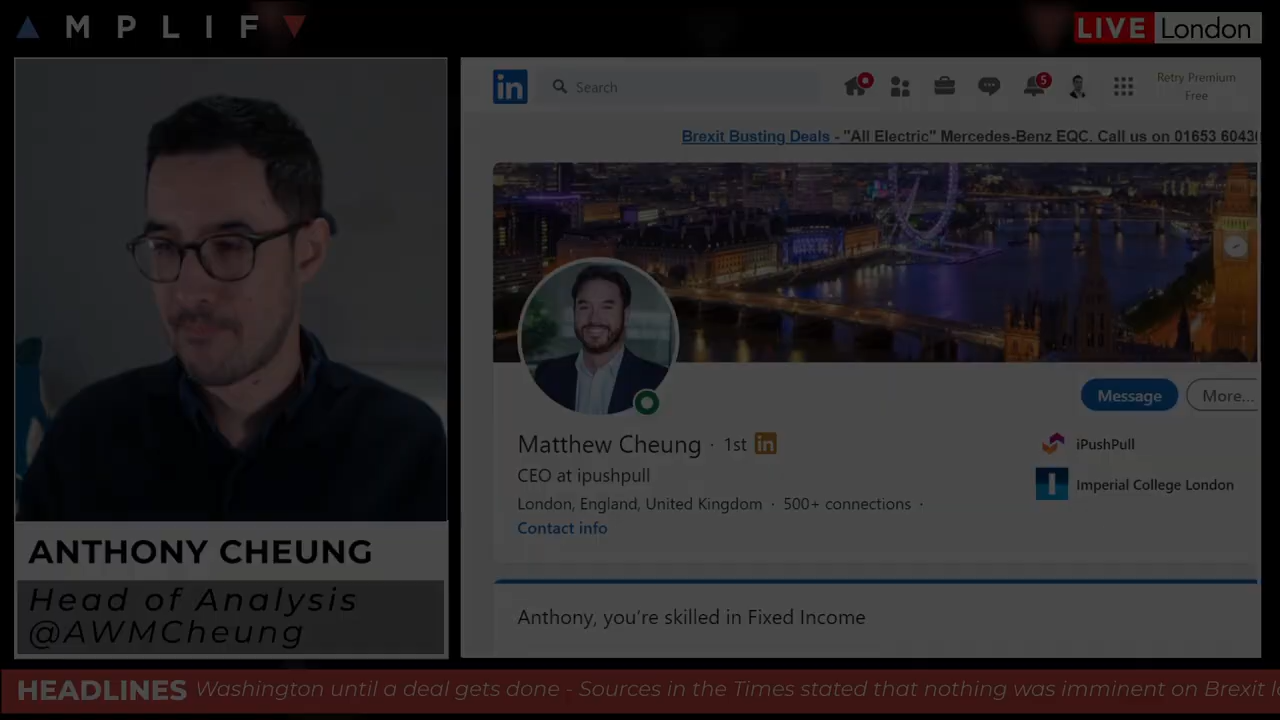 ▲ M P L I F ▼
LIVE London
in Search
5
Retry Premium
Free
Brexit Busting Deals - "All Electric" Mercedes-Benz EQC. Call us on 01653 6043
Matthew Cheung · 1st in
CEO at ipushpull
London, England, United Kingdom · 500+ connections ·
Contact info
Message
More...
iPushPull
Imperial College London
Anthony, you're skilled in Fixed Income
ANTHONY CHEUNG
Head of Analysis
@AWMCheung
HEADLINES Washington until a deal gets done - Sources in the Times stated that nothing was imminent on Brexit